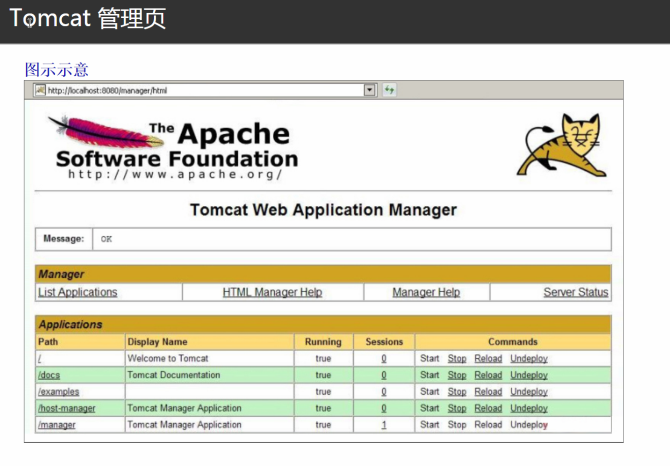 Tomcat 管理页
图示示意
http://localhost:8080/manager/html
The Apache
Software Foundation
http://www.apache.org/
Tomcat Web Application Manager
Message: OK
Manager
List Applications HTML Manager Help Manager Help Server Status
Applications
Path Display Name Running Sessions Commands
/ Welcome to Tomcat true 0 Start Stop Reload Undeploy
/docs Tomcat Documentation true 0 Start Stop Reload Undeploy
/examples true 0 Start Stop Reload Undeploy
/host-manager Tomcat Manager Application true 0 Start Stop Reload Undeploy
/manager Tomcat Manager Application true 1 Start Stop Reload Undeploy